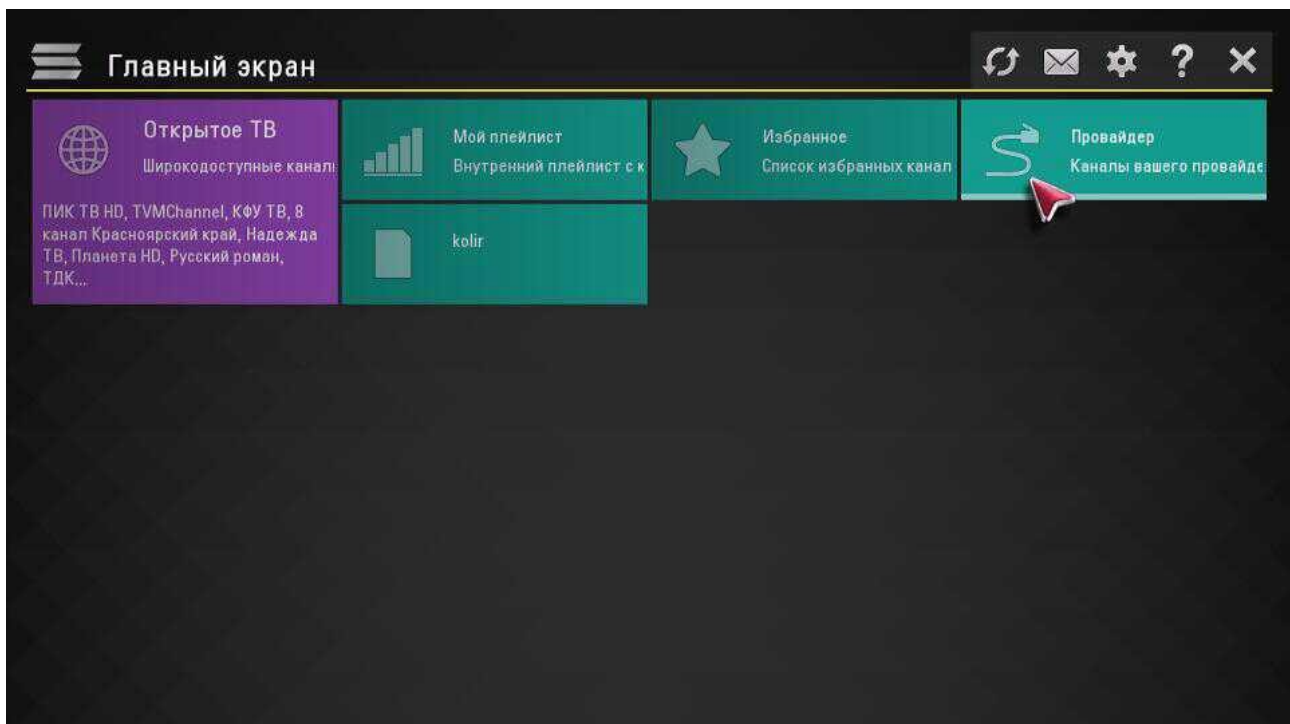 Главный экран
?
Открытое ТВ
Широкодоступные каналы
ПИК ТВ HD, TVMChannel, КФУ ТВ, 8
канал Красноярский край, Надежда
ТВ, Планета HD, Русский роман,
ТДК...
Мой плейлист
Внутренний плейлист с к
Избранное
Список избранных канал
Провайдер
Каналы вашего провайде
kolir